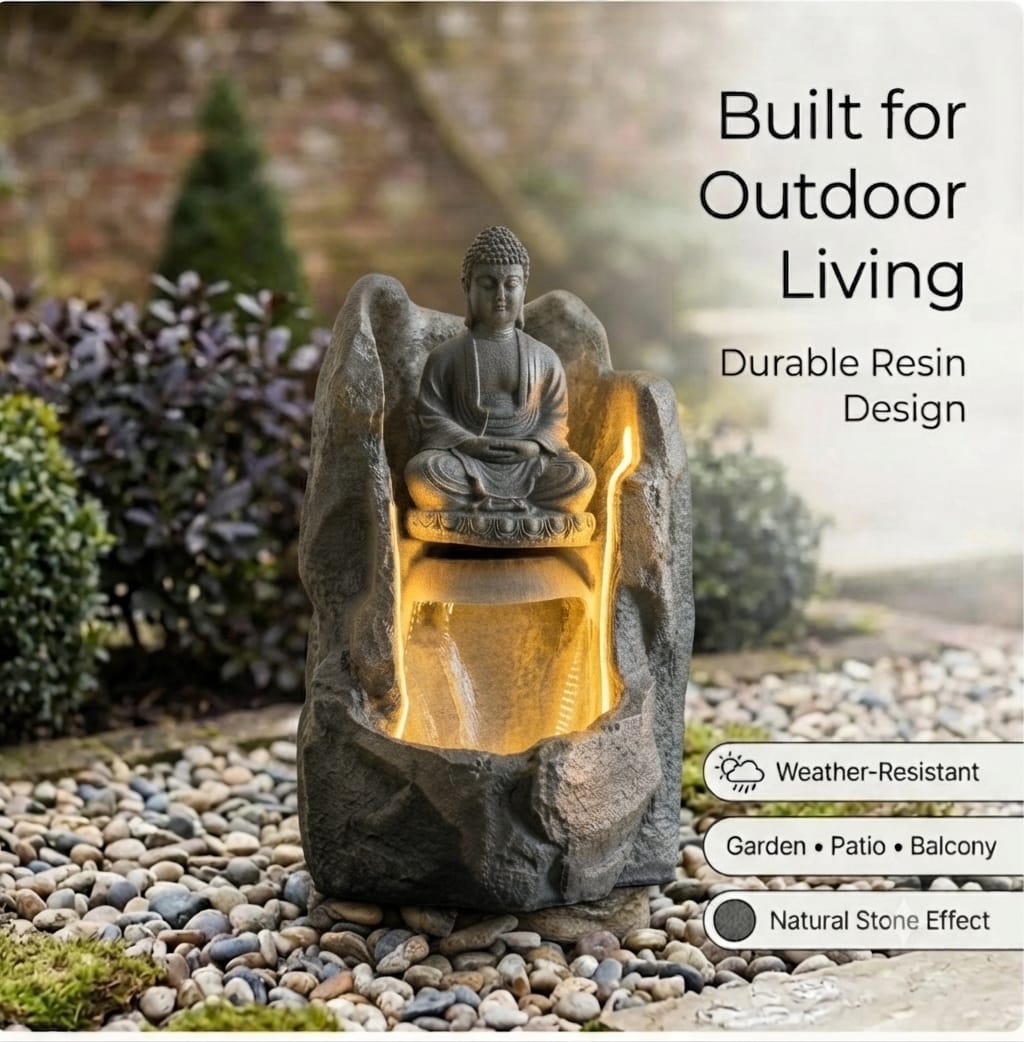 Built for
Outdoor
Living
Durable Resin
Design
Weather-Resistant
Garden • Patio • Balcony
Natural Stone Effect